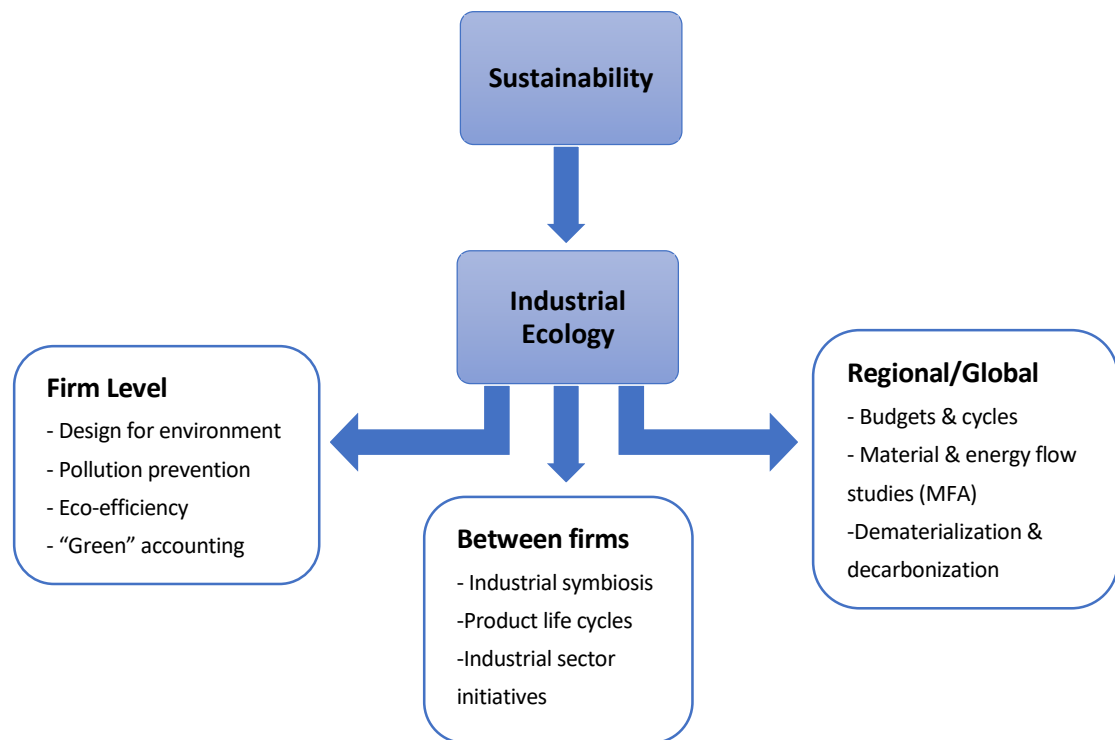 Sustainability
Industrial
Ecology
Firm Level
- Design for environment
- Pollution prevention
- Eco-efficiency
- “Green” accounting
Between firms
- Industrial symbiosis
-Product life cycles
-Industrial sector
initiatives
Regional/Global
- Budgets & cycles
- Material & energy flow
studies (MFA)
-Dematerialization &
decarbonization